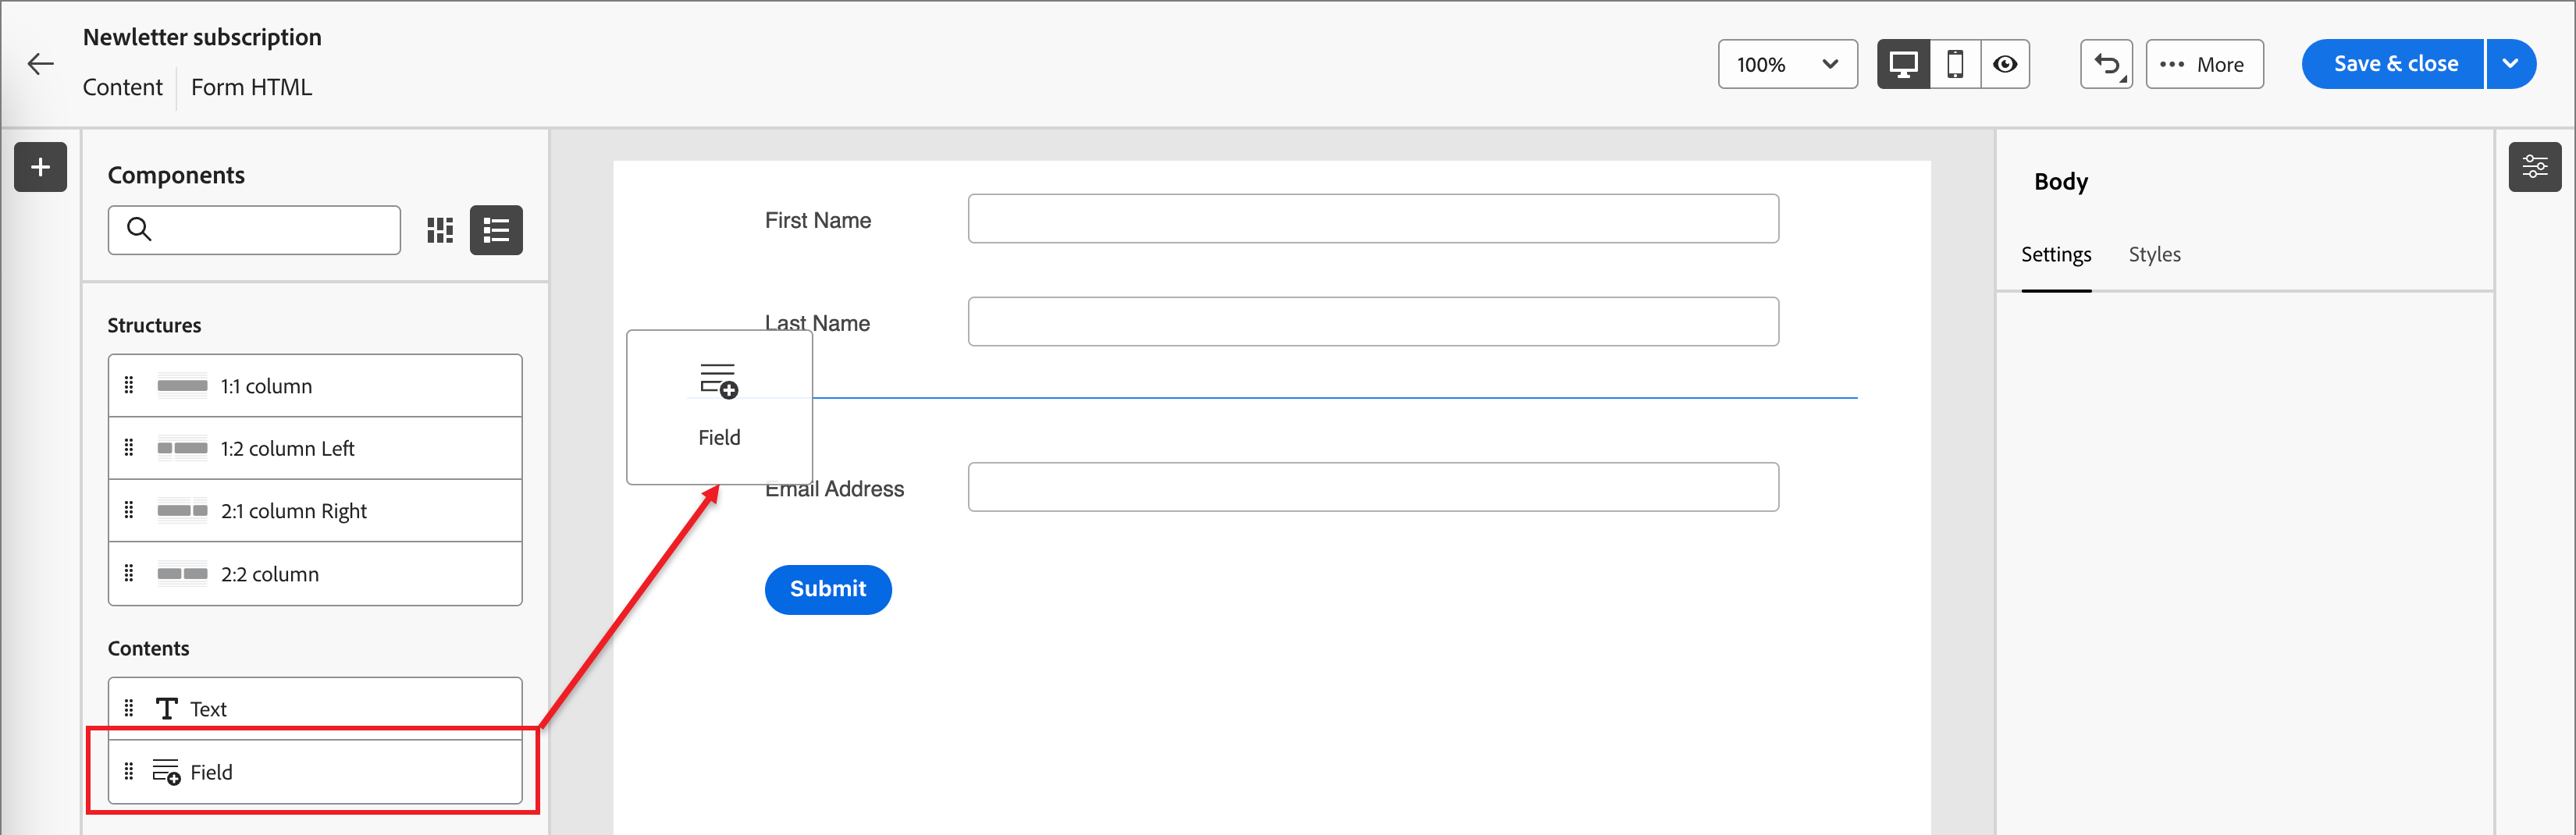 Newletter subscription
Content
Form HTML
100%
More
Save & close
Components
Structures
1:1 column
1:2 column Left
2:1 column Right
2:2 column
Contents
Text
Field
First Name
Last Name
Field
Email Address
Submit
Body
Settings
Styles